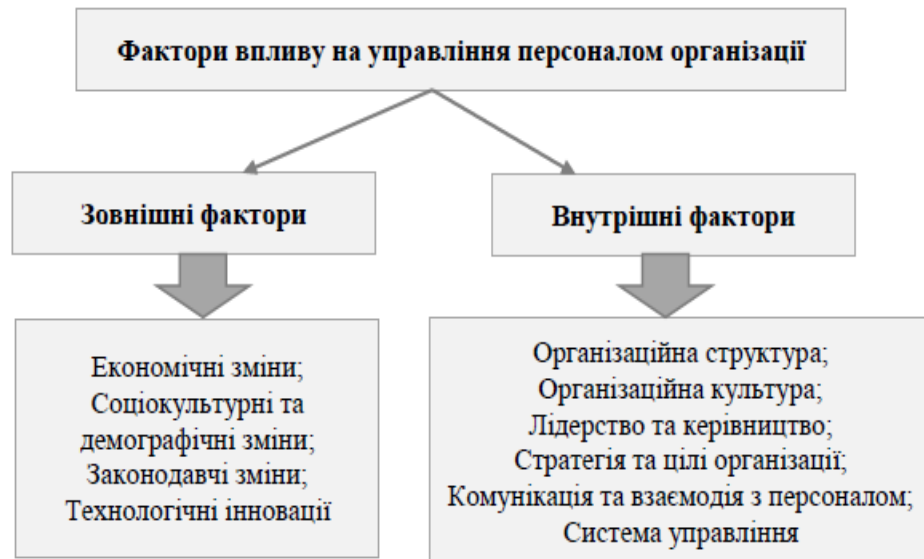 Фактори впливу на управління персоналом організації
Зовнішні фактори
Внутрішні фактори
Економічні зміни;
Соціокультурні та
демографічні зміни;
Законодавчі зміни;
Технологічні інновації
Організаційна структура;
Організаційна культура;
Лідерство та керівництво;
Стратегія та цілі організації;
Комунікація та взаємодія з персоналом;
Система управління